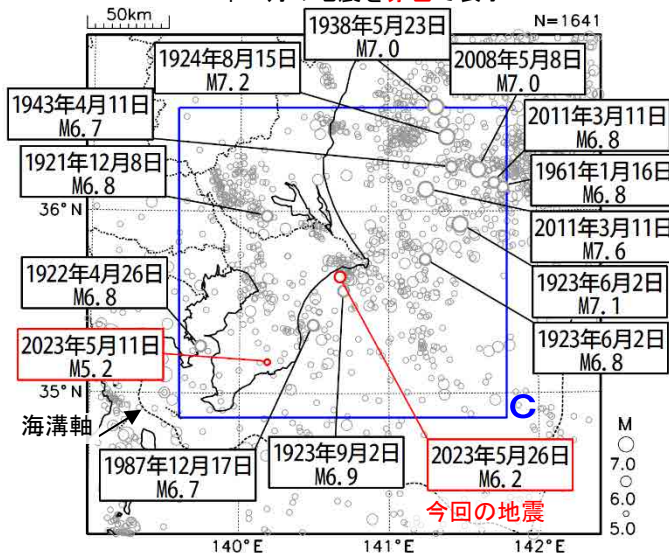 50km
N=1641
1938年5月23日
M7.0
1924年8月15日
M7.2
2008年5月8日
M7.0
1943年4月11日
M6.7
2011年3月11日
M6.8
1921年12月8日
M6.8
1961年1月16日
M6.8
36°N
2011年3月11日
M7.6
1922年4月26日
M6.8
1923年6月2日
M7.1
2023年5月11日
M5.2
1923年6月2日
M6.8
35°N
海溝軸
C
M
7.0
6.0
5.0
1987年12月17日
M6.7
1923年9月2日
M6.9
2023年5月26日
M6.2
今回の地震
140°E
141°E
142°E